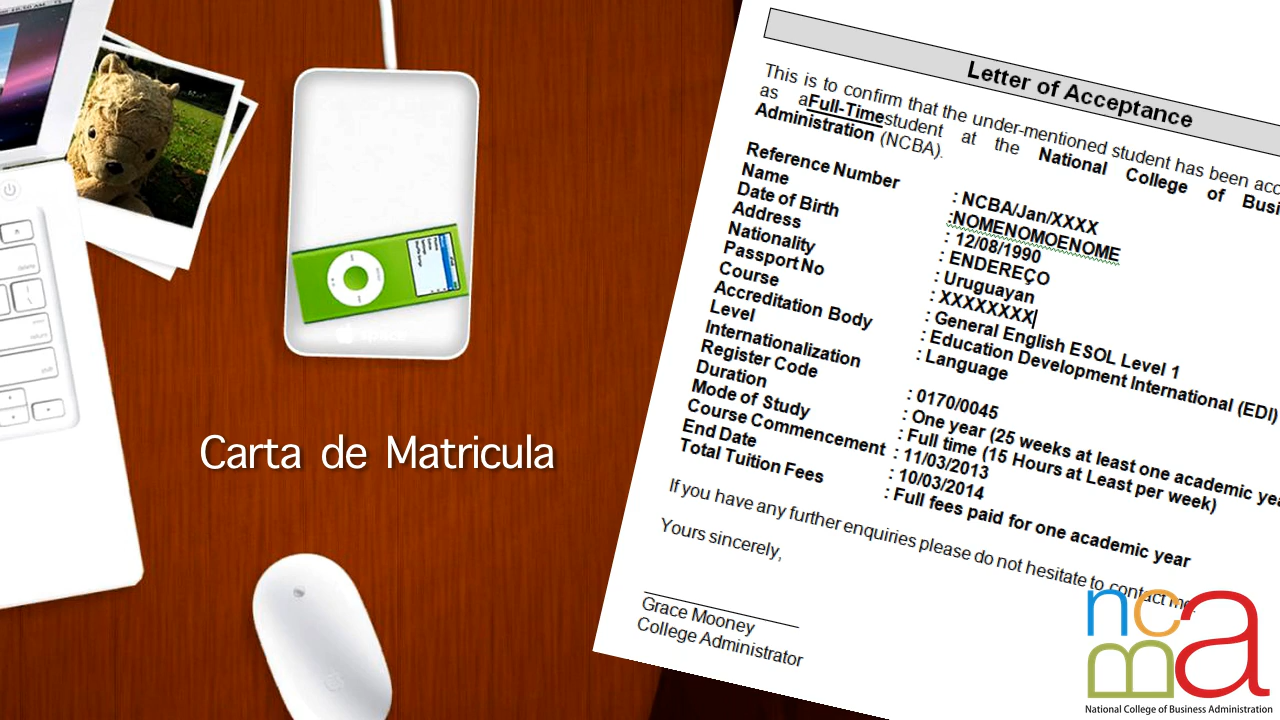 Letter of Acceptance
This is to confirm that the under-mentioned student has been
as aFull-Timestudent at the National College of
Administration (NCBA).
Reference Number : NCBA/Jan/XXXX
Name :NOMENOMOENOME
Date of Birth : 12/08/1990
Address : ENDEREÇO
Nationality : Uruguayan
Passport No : XXXXXXXX
Course : General English ESOL Level 1
Accreditation Body : Education Development International (EDI)
Level : Language
Internationalization
Register Code : 0170/0045
Duration : One year (25 weeks at least one academic
Mode of Study : Full time (15 Hours at Least per week)
Course Commencement : 11/03/2013
End Date : 10/03/2014
Total Tuition Fees : Full fees paid for one academic year
If you have any further enquiries please do not hesitate to contact me.
Yours sincerely,
Grace Mooney
College Administrator
Carta de Matricula
ncba
National College of Business Administration